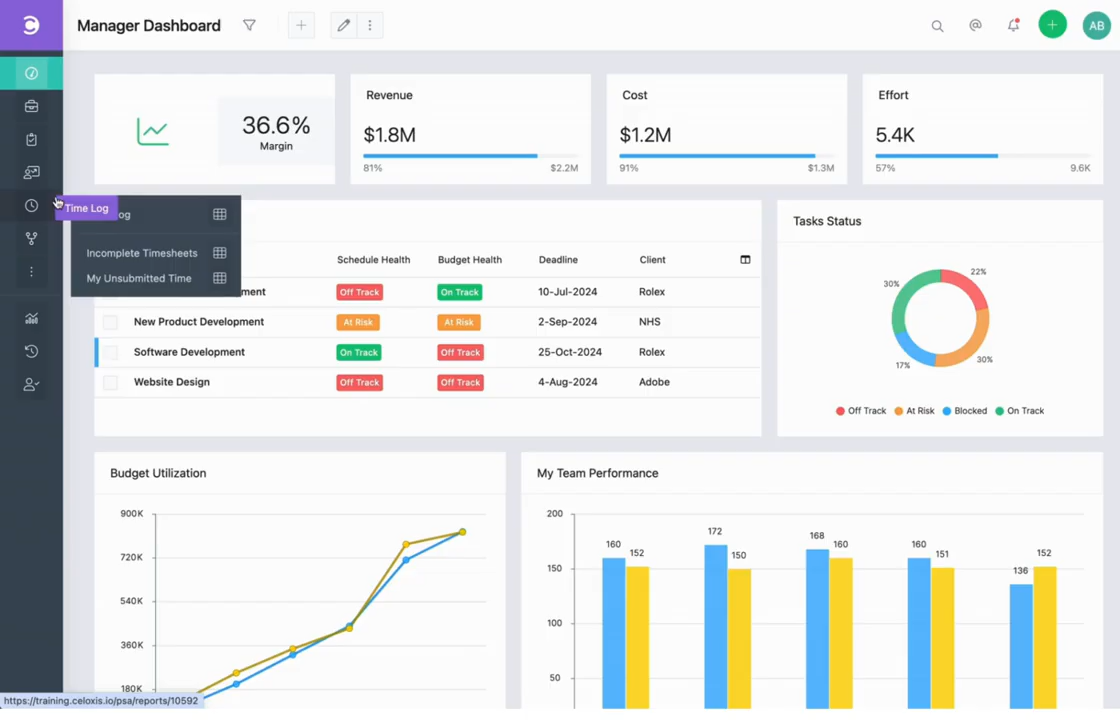 Manager Dashboard
AB
36.6%
Margin
Revenue
$1.8M
81% $2.2M
Cost
$1.2M
91% $1.3M
Effort
5.4K
57% 9.6K
Time Log
Incomplete Timesheets
My Unsubmitted Time
Schedule Health Budget Health Deadline Client
Off Track On Track 10-Jul-2024 Rolex
New Product Development At Risk At Risk 2-Sep-2024 NHS
Software Development On Track Off Track 25-Oct-2024 Rolex
Website Design Off Track Off Track 4-Aug-2024 Adobe
Tasks Status
22%
30%
30%
17%
Off Track At Risk Blocked On Track
Budget Utilization
900K
720K
540K
360K
180K
My Team Performance
200
150
100
50
160 152 172 150 168 160 160 151 136 152
https://training.celoxis.io/psa/reports/10592